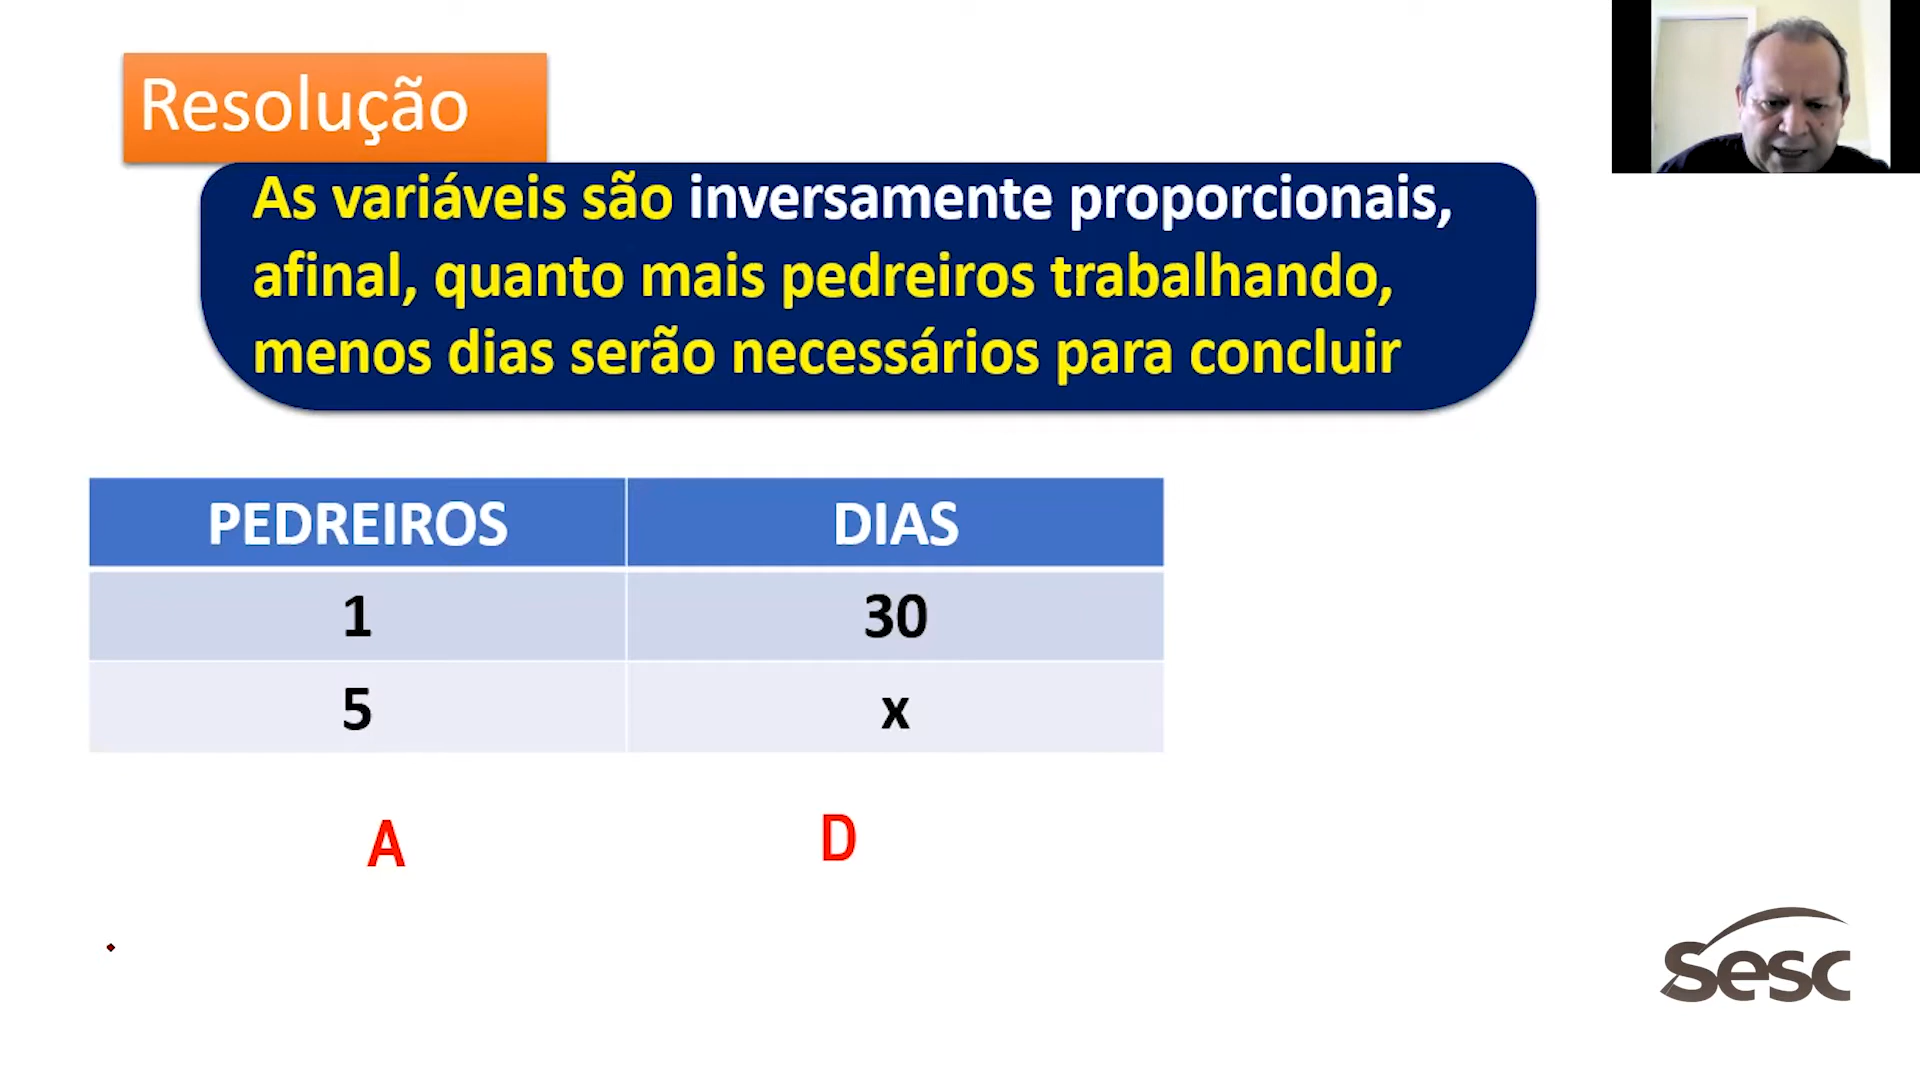 Resolução
As variáveis são inversamente proporcionais,
afinal, quanto mais pedreiros trabalhando,
menos dias serão necessários para concluir
PEDREIROS DIAS
1 30
5 x
A D
Sesc